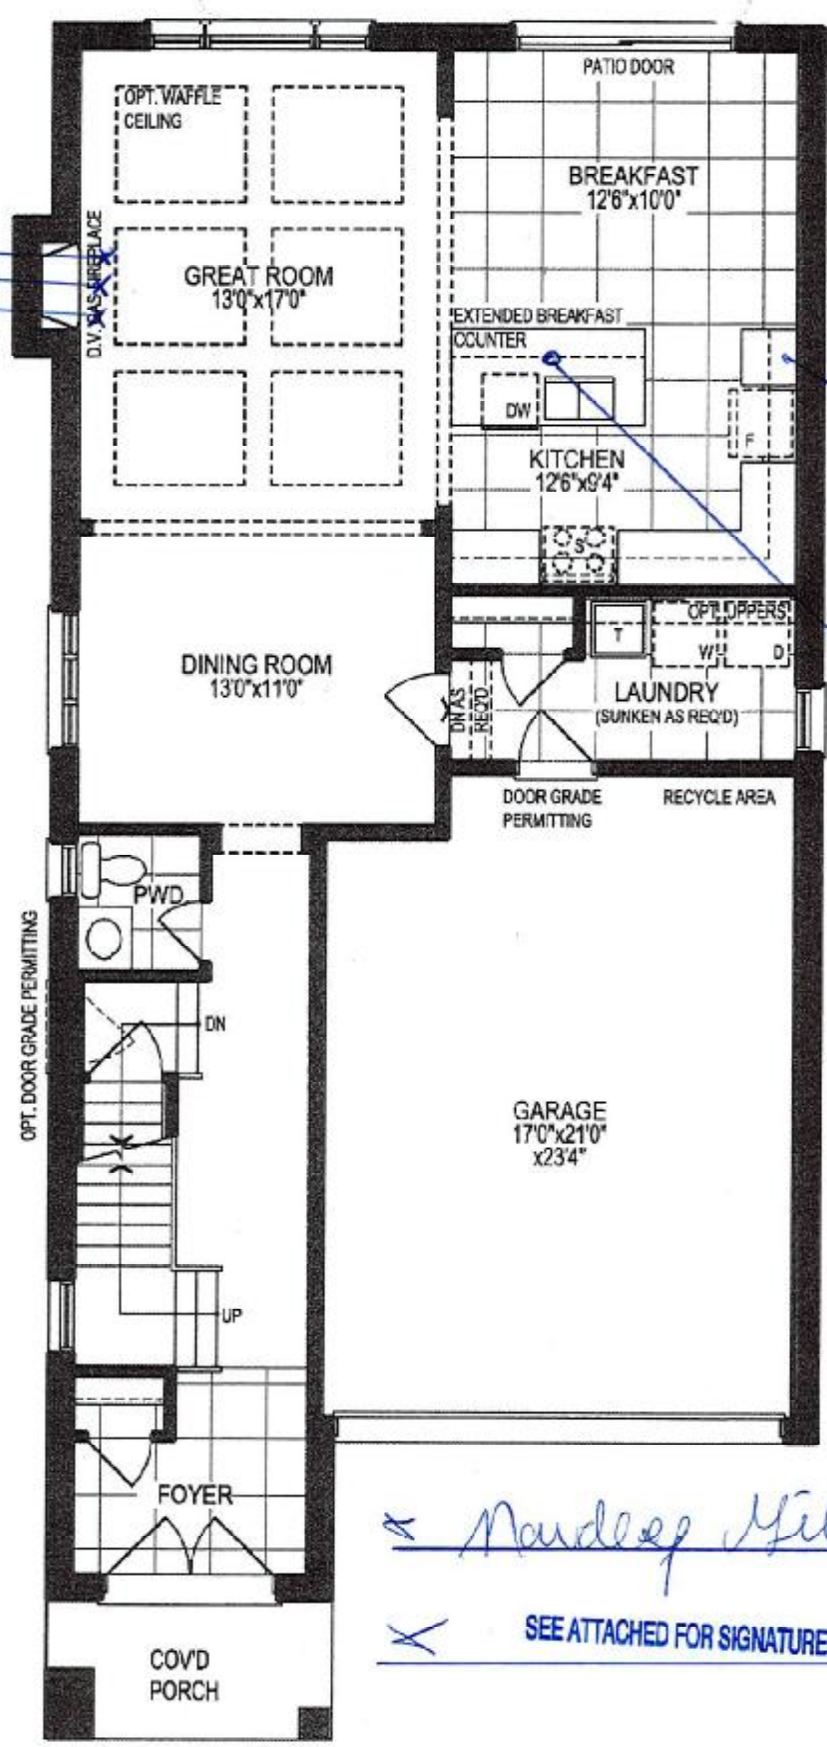 PATIO DOOR
OPT. WAFFLE
CEILING
BREAKFAST
12'6"x10'0"
D.V. GAS FIREPLACE
GREAT ROOM
13'0"x17'0"
EXTENDED BREAKFAST
COUNTER
DW
F
KITCHEN
12'6"x9'4"
S
OPT. UPPERS
T
W
D
DINING ROOM
13'0"x11'0"
DN AS
REQ'D
LAUNDRY
(SUNKEN AS REQ'D)
DOOR GRADE
PERMITTING
RECYCLE AREA
PWD
OPT. DOOR GRADE PERMITTING
DN
GARAGE
17'0"x21'0"
x23'4"
UP
FOYER
SEE ATTACHED FOR SIGNATURE
COV'D
PORCH